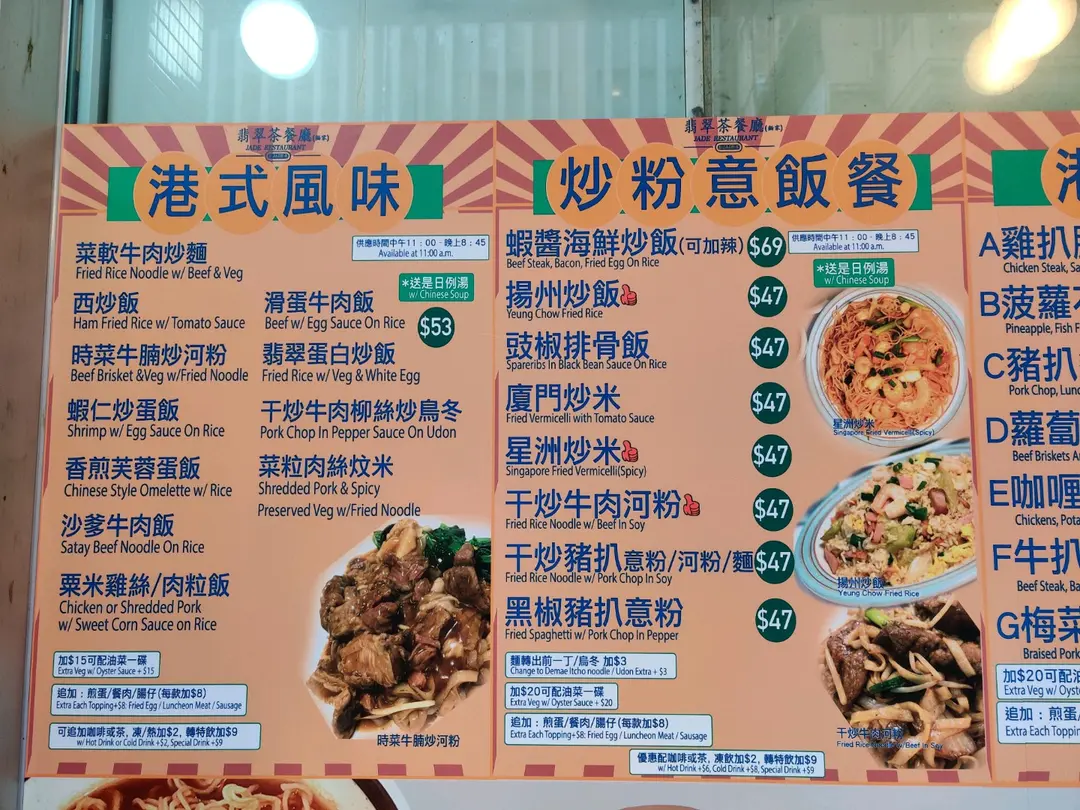 翡翠茶餐廳
JADE RESTAURANT
港式風味
供應時間中午11:00-晚上8:45
Available at 11:00 a.m.
*送是日例湯
w/ Chinese Soup
$53
菜軟牛肉炒麵
Fried Rice Noodle w/ Beef & Veg
西炒飯
Ham Fried Rice w/ Tomato Sauce
滑蛋牛肉飯
Beef w/ Egg Sauce On Rice
時菜牛腩炒河粉
Beef Brisket &Veg w/Fried Noodle
翡翠蛋白炒飯
Fried Rice w/ Veg & White Egg
蝦仁炒蛋飯
Shrimp w/ Egg Sauce On Rice
干炒牛肉柳絲炒烏冬
Pork Chop In Pepper Sauce On Udon
香煎芙蓉蛋飯
Chinese Style Omelette w/ Rice
菜粒肉絲炆米
Shredded Pork & Spicy
Preserved Veg w/Fried Noodle
沙爹牛肉飯
Satay Beef Noodle On Rice
粟米雞絲/肉粒飯
Chicken or Shredded Pork
w/ Sweet Corn Sauce on Rice
加$15可配油菜一碟
Extra Veg w/ Oyster Sauce + $15
追加:煎蛋/餐肉/腸仔(每款加$8)
Extra Each Topping+$8: Fried Egg / Luncheon Meat / Sausage
可追加咖啡或茶, 凍/熱加$2, 轉特飲加$9
w/ Hot Drink or Cold Drink +$2, Special Drink +$9
時菜牛腩炒河粉
翡翠茶餐廳
JADE RESTAURANT
炒粉意飯餐
供應時間中午11:00-晚上8:45
Available at 11:00 a.m.
*送是日例湯
w/ Chinese Soup
蝦醬海鮮炒飯(可加辣) $69
Beef Steak, Bacon, Fried Egg On Rice
揚州炒飯 $47
Yeung Chow Fried Rice
豉椒排骨飯 $47
Spareribs In Black Bean Sauce On Rice
廈門炒米 $47
Fried Vermicelli with Tomato Sauce
星洲炒米 $47
Singapore Fried Vermicelli(Spicy)
干炒牛肉河粉 $47
Fried Rice Noodle w/ Beef In Soy
干炒豬扒意粉/河粉/麵 $47
Fried Rice Noodle w/ Pork Chop In Soy
黑椒豬扒意粉 $47
Fried Spaghetti w/ Pork Chop In Pepper
麵轉出前一丁/烏冬 加$3
Change to Demae Itcho noodle / Udon Extra + $3
加$20可配油菜一碟
Extra Veg w/ Oyster Sauce + $20
追加:煎蛋/餐肉/腸仔(每款加$8)
Extra Each Topping+$8: Fried Egg / Luncheon Meat / Sausage
優惠配咖啡或茶, 凍飲加$2, 轉特飲加$9
w/ Hot Drink +$6, Cold Drink +$8, Special Drink +$9
星洲炒米
Singapore Fried Vermicelli(Spicy)
揚州炒飯
Yeung Chow Fried Rice
干炒牛肉河粉
Fried Rice Noodle w/Beef In Soy
港
A雞扒
Chicken Steak, Sa
B菠蘿
Pineapple, Fish F
C豬扒
Pork Chop, Lunc
D蘿蔔
Beef Briskets A
E咖喱
Chickens, Pota
F牛扒
Beef Steak, Ba
G梅菜
Braised Pork
加$20可配油
Extra Veg w/ Oyst
追加:煎蛋/
Extra Each Toppi